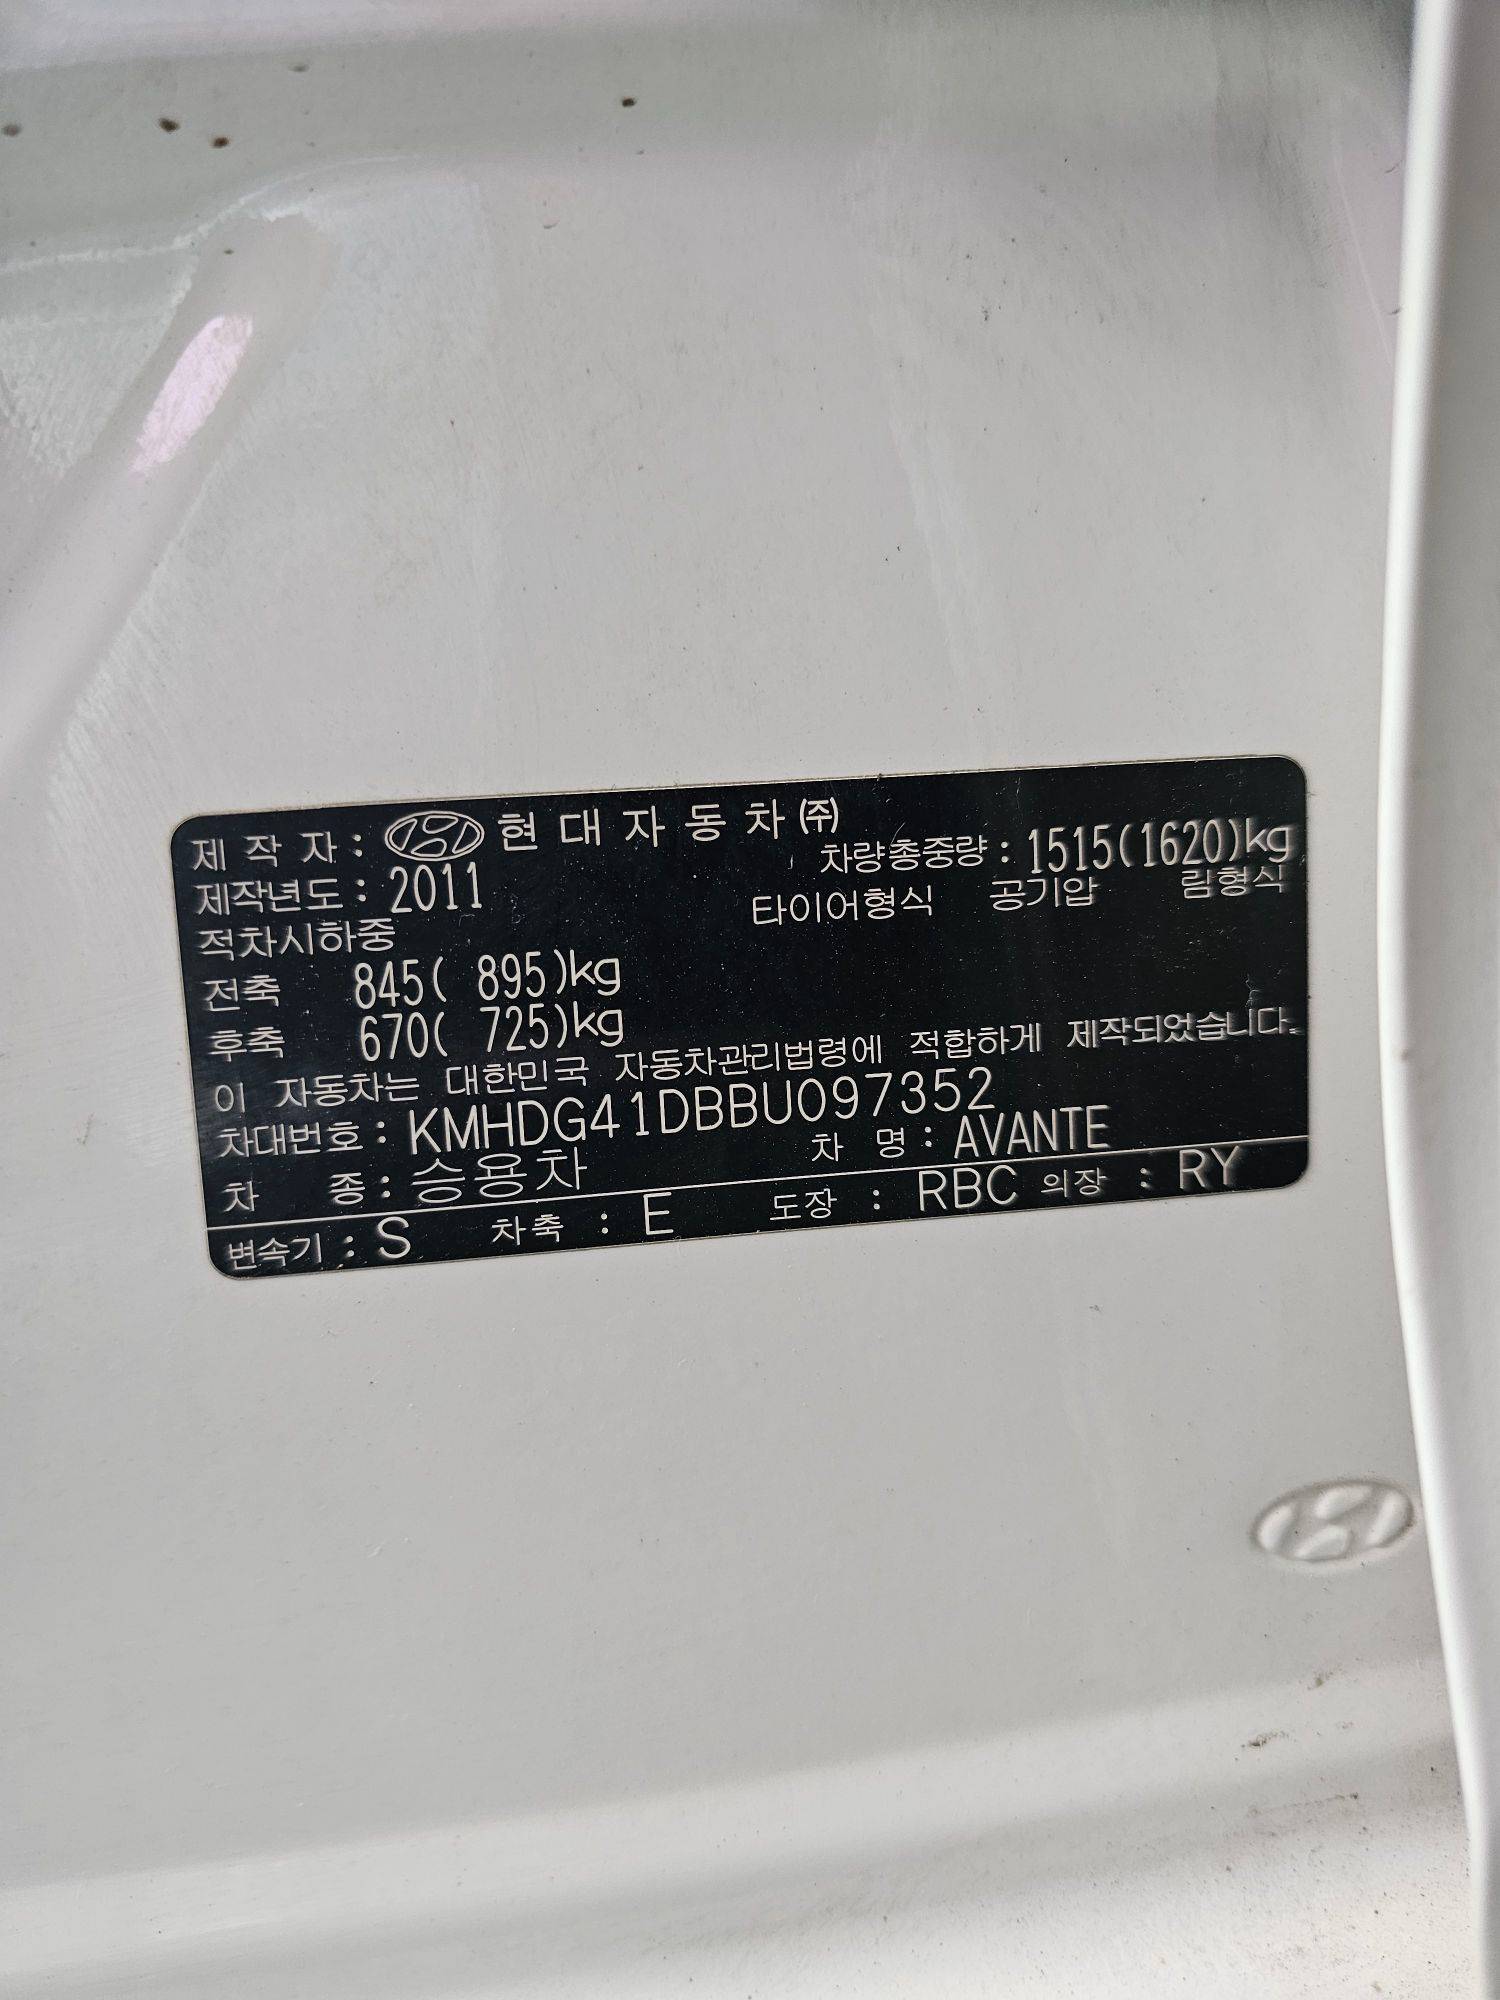 제 작 자 : 현 대 자 동 차 ㈜
제작년도 : 2011 차량총중량 : 1515(1620)kg
적차시하중 타이어형식 공기압 림형식
전축 845( 895)kg
후축 670( 725)kg
이 자동차는 대한민국 자동차관리법령에 적합하게 제작되었습니다.
차대번호 : KMHDG41DBBU097352
차 종 : 승용차 차 명 : AVANTE
변속기 : S 차축 : E 도장 : RBC 의장 : RY